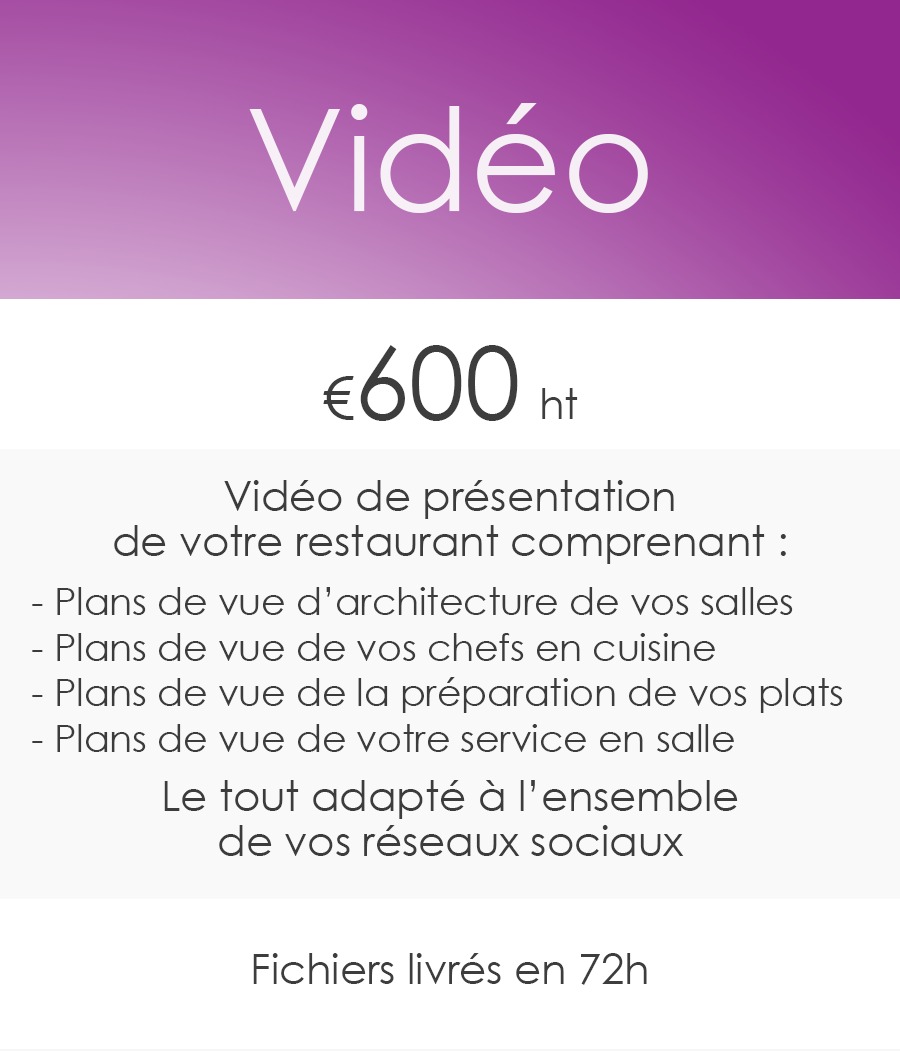 Vidéo
€600 ht
Vidéo de présentation
de votre restaurant comprenant :
- Plans de vue d’architecture de vos salles
- Plans de vue de vos chefs en cuisine
- Plans de vue de la préparation de vos plats
- Plans de vue de votre service en salle
Le tout adapté à l’ensemble
de vos réseaux sociaux
Fichiers livrés en 72h